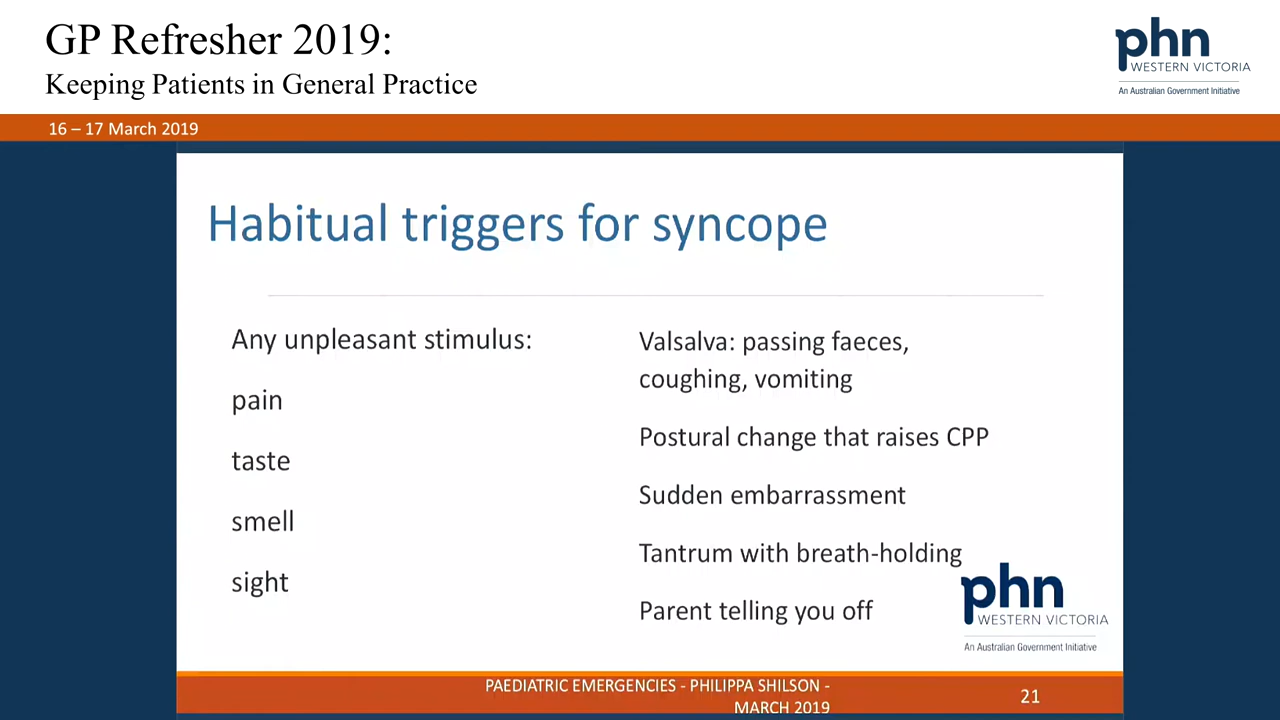 GP Refresher 2019:
Keeping Patients in General Practice
phn
WESTERN VICTORIA
An Australian Government Initiative
16 – 17 March 2019
Habitual triggers for syncope
Any unpleasant stimulus:
pain
taste
smell
sight
Valsalva: passing faeces,
coughing, vomiting
Postural change that raises CPP
Sudden embarrassment
Tantrum with breath-holding
Parent telling you off
phn
WESTERN VICTORIA
An Australian Government Initiative
PAEDIATRIC EMERGENCIES - PHILIPPA SHILSON -
MARCH 2019
21